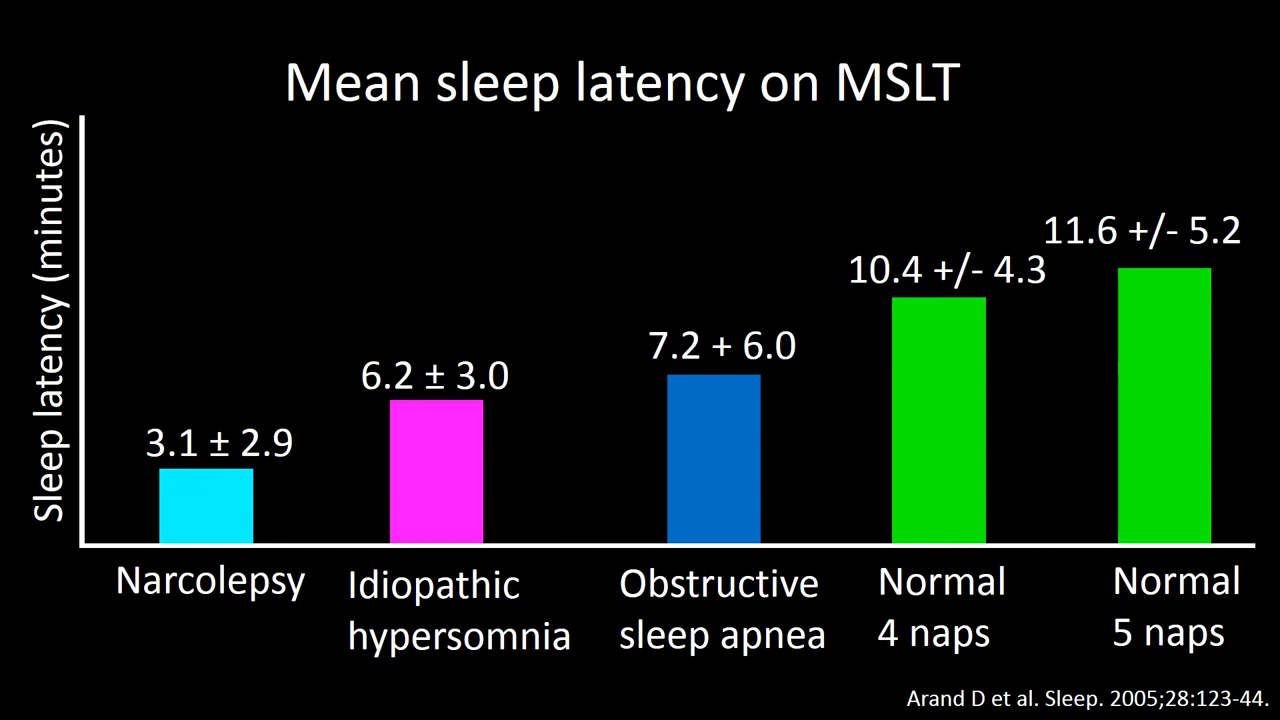 Mean sleep latency on MSLT
Sleep latency (minutes)
3.1 ± 2.9
6.2 ± 3.0
7.2 + 6.0
10.4 +/- 4.3
11.6 +/- 5.2
Narcolepsy
Idiopathic
hypersomnia
Obstructive
sleep apnea
Normal
4 naps
Normal
5 naps
Arand D et al. Sleep. 2005;28:123-44.